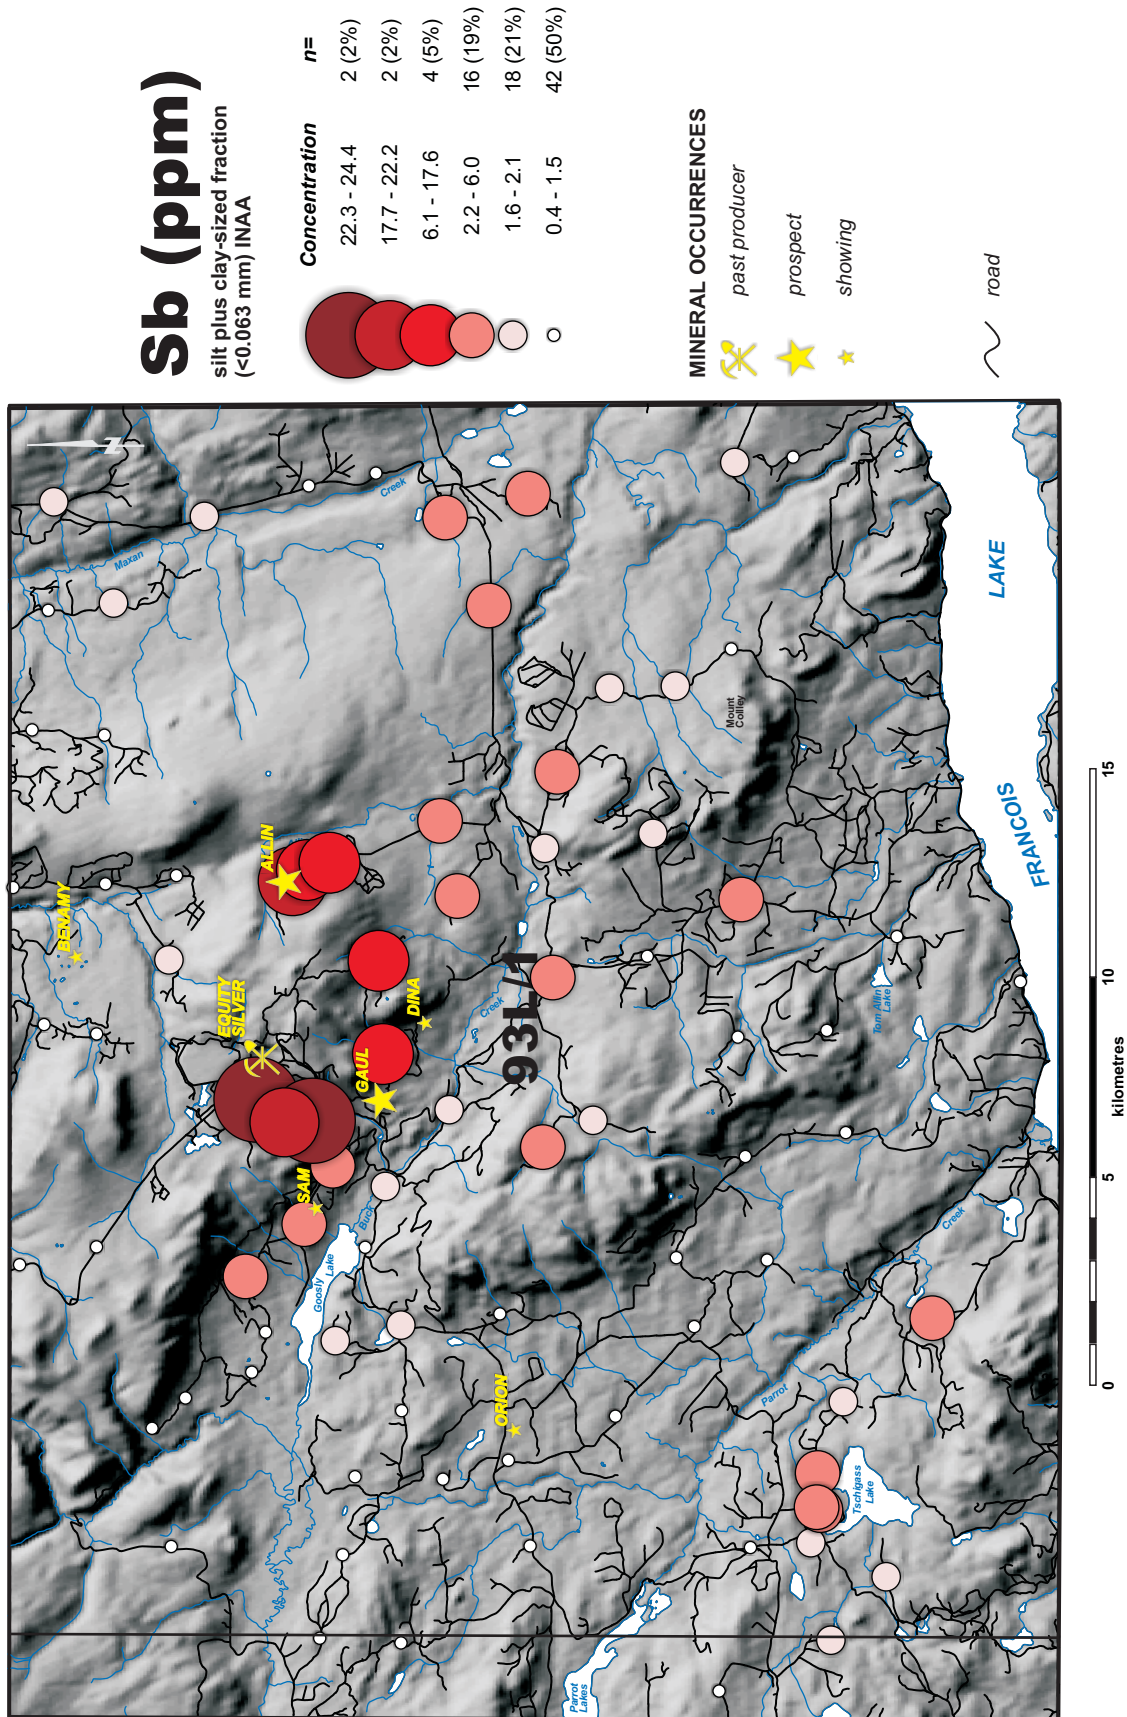 Sb (ppm)
silt plus clay-sized fraction
(<0.063 mm) INAA
Concentration n=
22.3 - 24.4 2 (2%)
17.7 - 22.2 2 (2%)
6.1 - 17.6 4 (5%)
2.2 - 6.0 16 (19%)
1.6 - 2.1 18 (21%)
0.4 - 1.5 42 (50%)
MINERAL OCCURRENCES
past producer
prospect
showing
road
N
Maxan
Creek
BENAMY
ALLIN
EQUITY
SILVER
DINA
GAUL
SAM
ORION
93L/1
Creek
Buck
Goosly
Lake
Mount
Colley
Tom Allin
Lake
Parrot
Creek
Tschigass
Lake
Parrot
Lakes
FRANCOIS
LAKE
0 5 10 15
kilometres